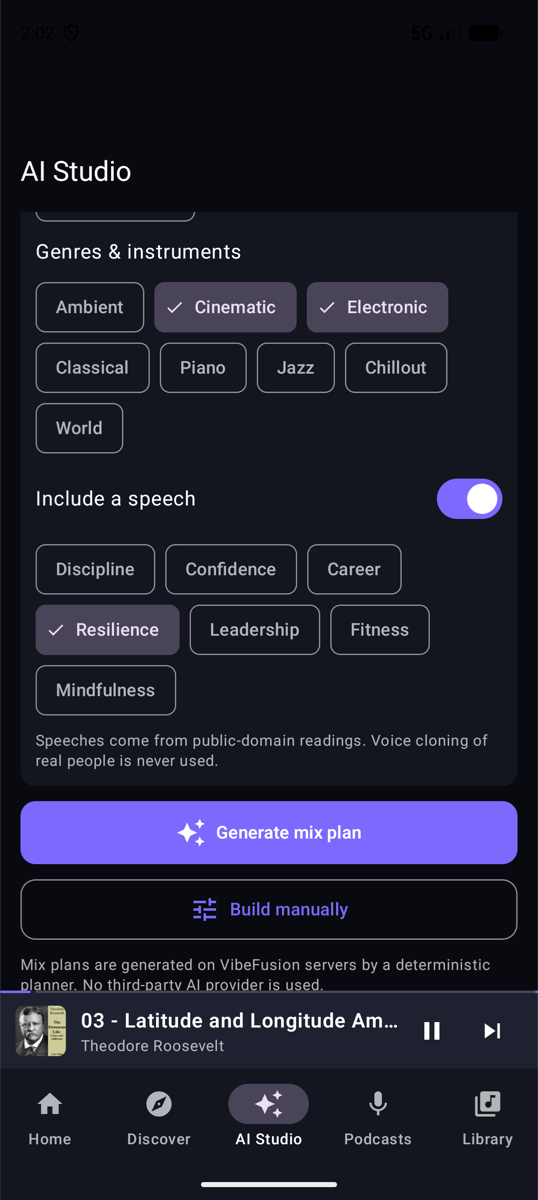 2:02 5G
AI Studio
Genres & instruments
Ambient Cinematic Electronic
Classical Piano Jazz Chillout
World
Include a speech
Discipline Confidence Career
Resilience Leadership Fitness
Mindfulness
Speeches come from public-domain readings. Voice cloning of
real people is never used.
Generate mix plan
Build manually
Mix plans are generated on VibeFusion servers by a deterministic
planner. No third-party AI provider is used.
03 - Latitude and Longitude Am...
Theodore Roosevelt
Home Discover AI Studio Podcasts Library